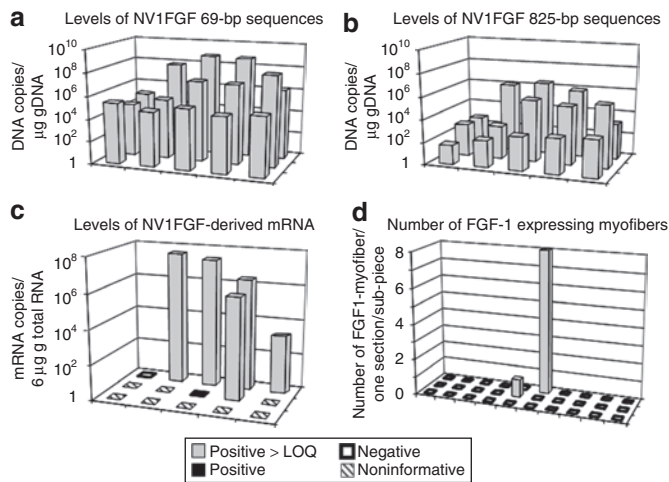 a Levels of NV1FGF 69-bp sequences
DNA copies/
µg gDNA
10^10
10^8
10^6
10^4
10^2
1
b Levels of NV1FGF 825-bp sequences
DNA copies/
µg gDNA
10^10
10^8
10^6
10^4
10^2
1
c Levels of NV1FGF-derived mRNA
mRNA copies/
6 µg g total RNA
10^8
10^6
10^4
10^2
1
d Number of FGF-1 expressing myofibers
Number of FGF1-myofiber/
one section/sub-piece
8
6
4
2
0
Positive > LOQ
Negative
Positive
Noninformative